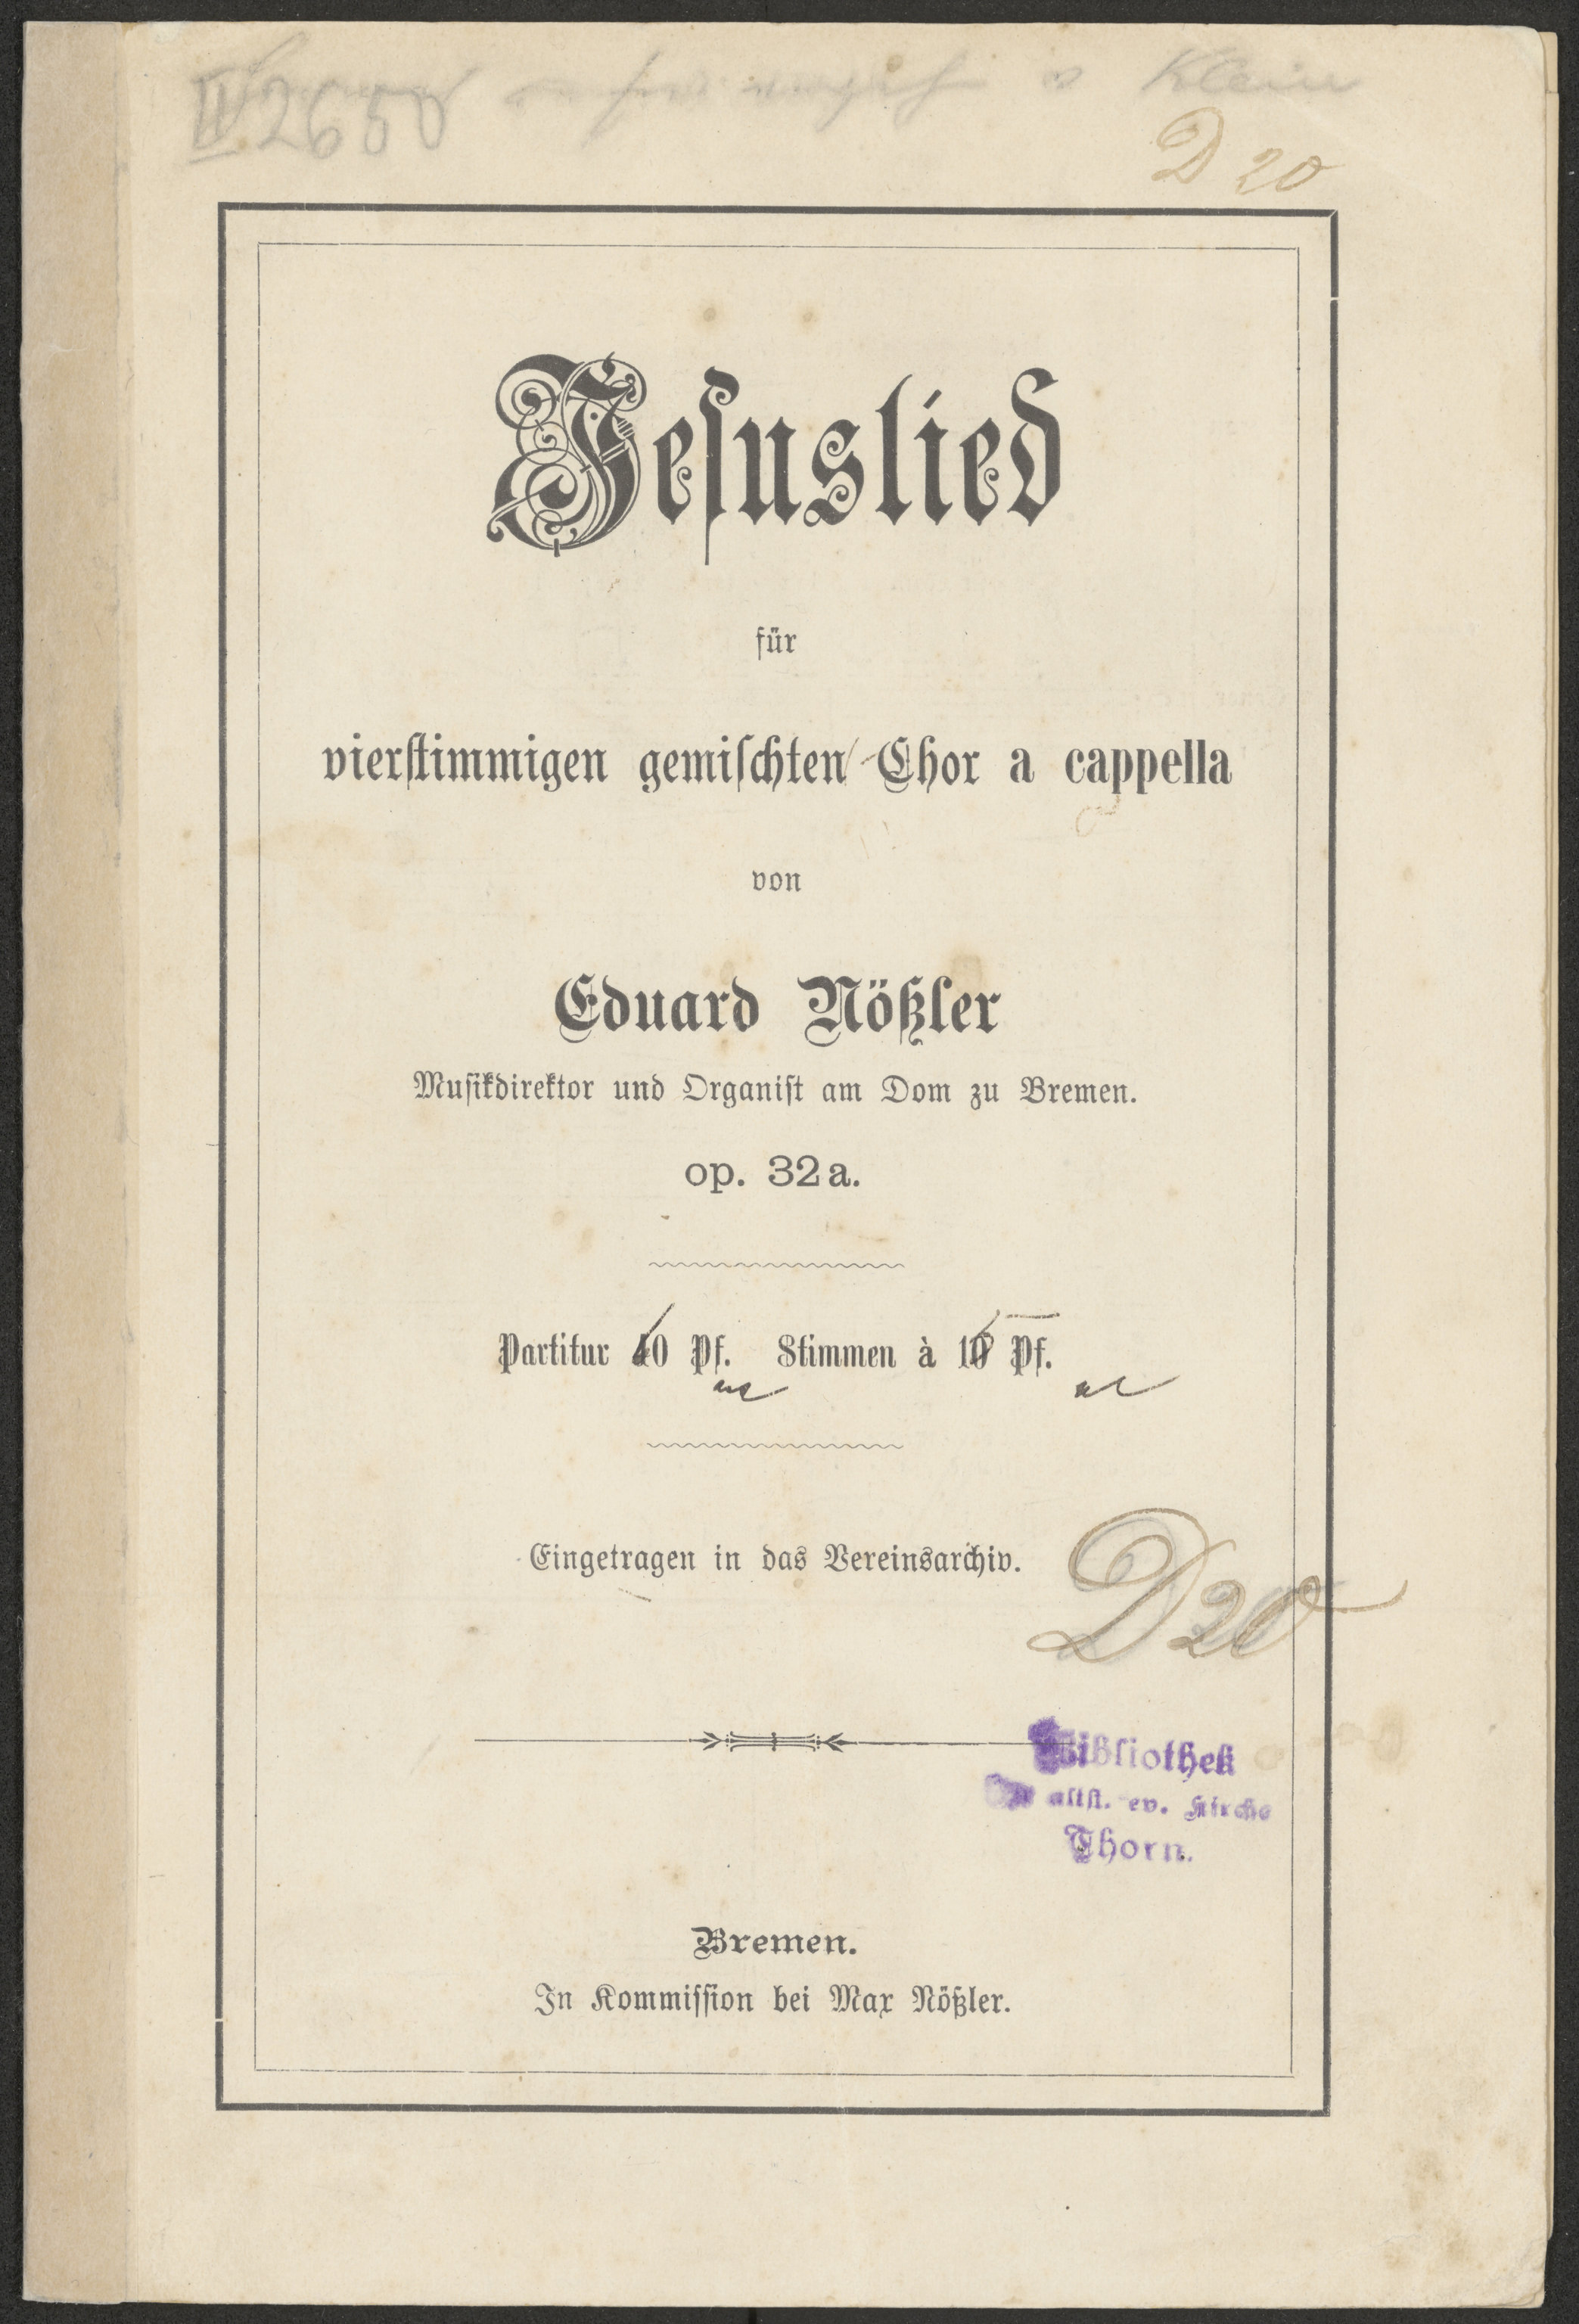 IV 2650 Klein
D 20
Jeſuslied
für
vierſtimmigen gemiſchten Chor a cappella
von
Eduard Nößler
Muſikdirektor und Organiſt am Dom zu Bremen.
op. 32a.
Partitur 40 Pf. Stimmen à 10 Pf.
Eingetragen in das Vereinsarchiv.
D 20
Bibliothek
altſt. ev. Kirche
Thorn.
Bremen.
In Kommiſſion bei Max Nößler.